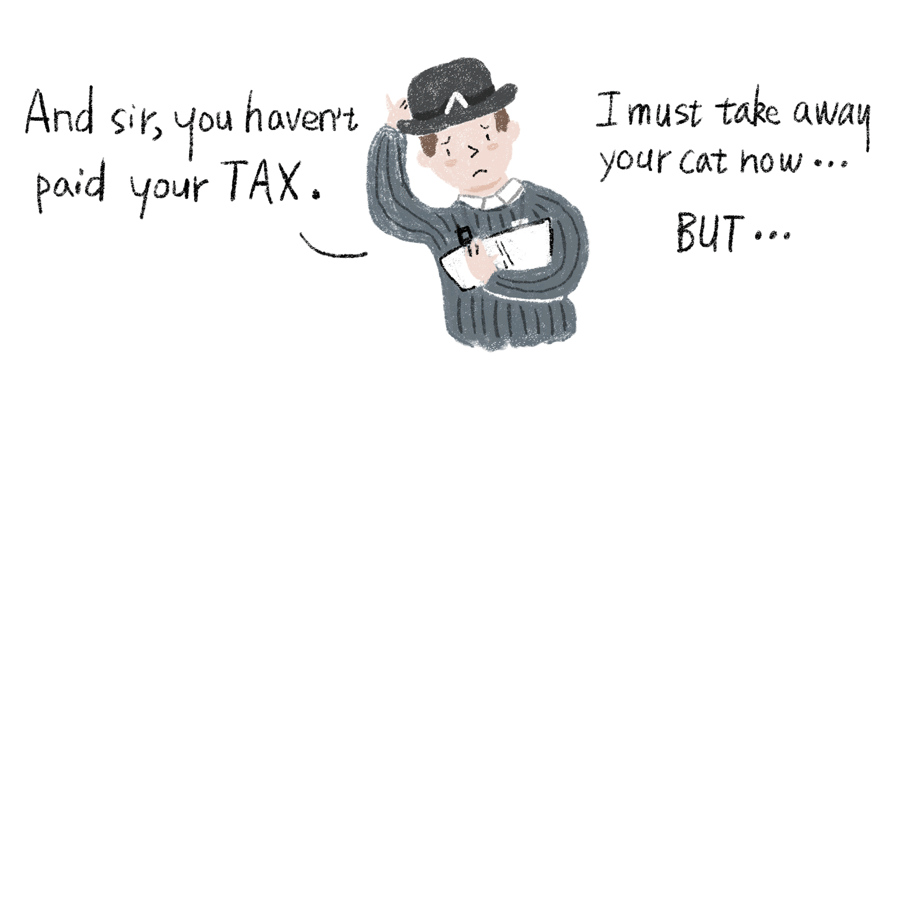 And sir, you haven't
paid your TAX.
I must take away
your cat now ...
BUT ...